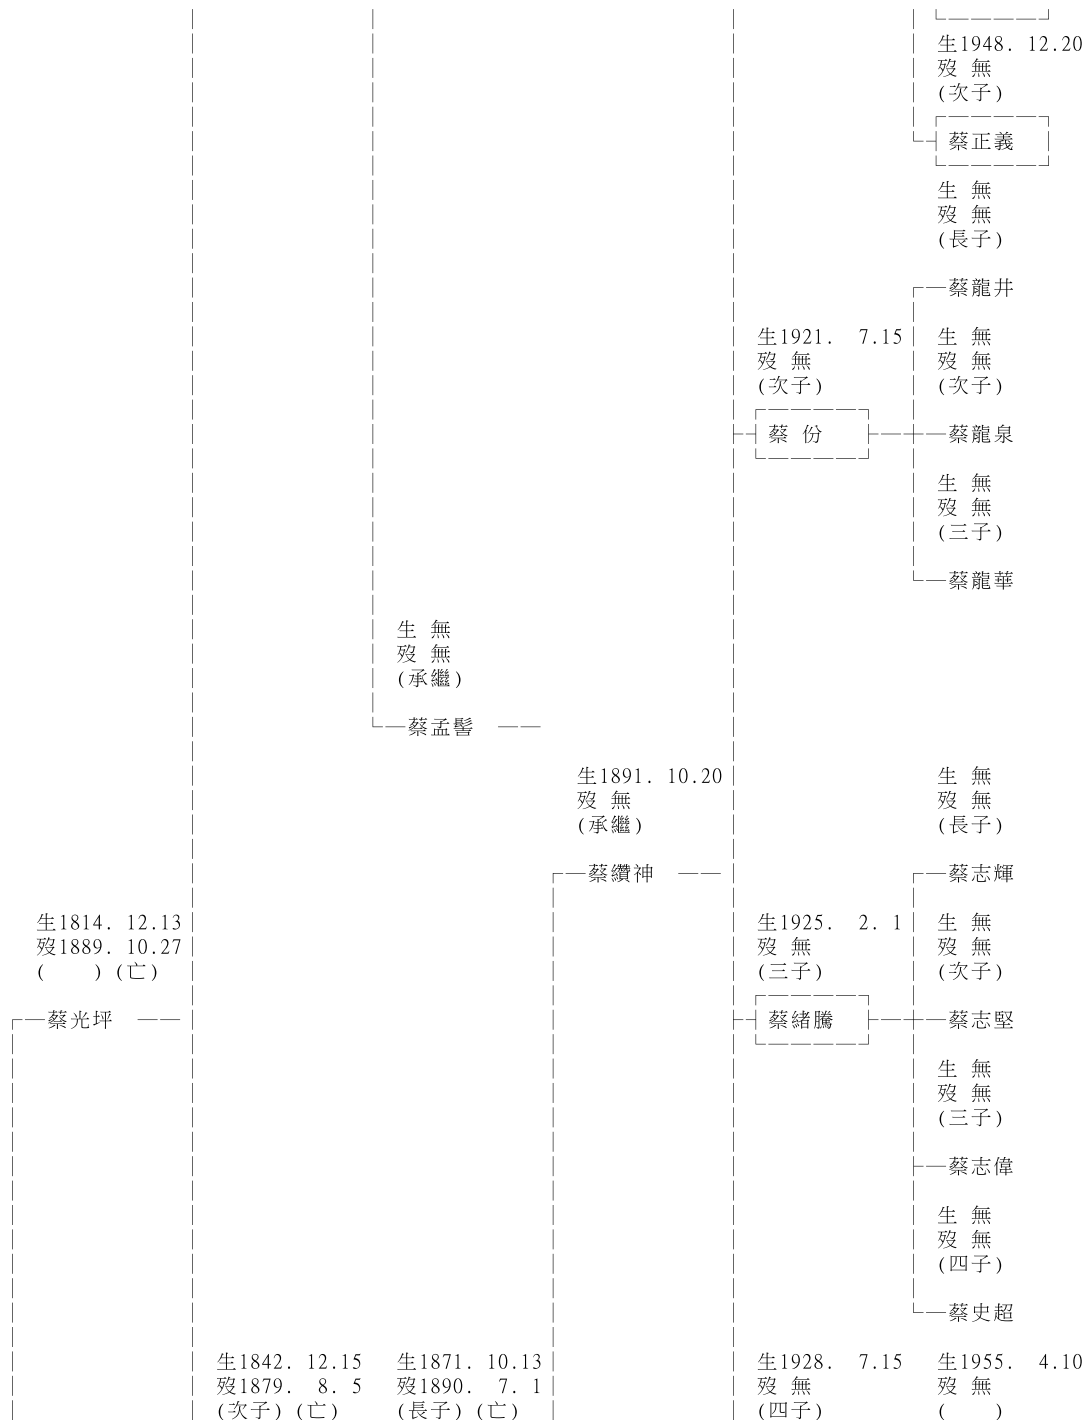 生1948. 12.20
歿 無
(次子)
蔡正義
生 無
歿 無
(長子)
蔡龍井
生1921.  7.15 生 無
歿 無 歿 無
(次子) (次子)
蔡 份 蔡龍泉
生 無
歿 無
(三子)
蔡龍華
生 無
歿 無
(承繼)
蔡孟髻
生1891. 10.20 生 無
歿 無 歿 無
(承繼) (長子)
蔡纘神 蔡志輝
生1814. 12.13 生1925.  2. 1 生 無
歿1889. 10.27 歿 無 歿 無
(    )(亡) (三子) (次子)
蔡光坪 蔡緒騰 蔡志堅
生 無
歿 無
(三子)
蔡志偉
生 無
歿 無
(四子)
蔡史超
生1842. 12.15 生1871. 10.13 生1928.  7.15 生1955.  4.10
歿1879.  8. 5 歿1890.  7. 1 歿 無 歿 無
(次子)(亡) (長子)(亡) (四子) (    )